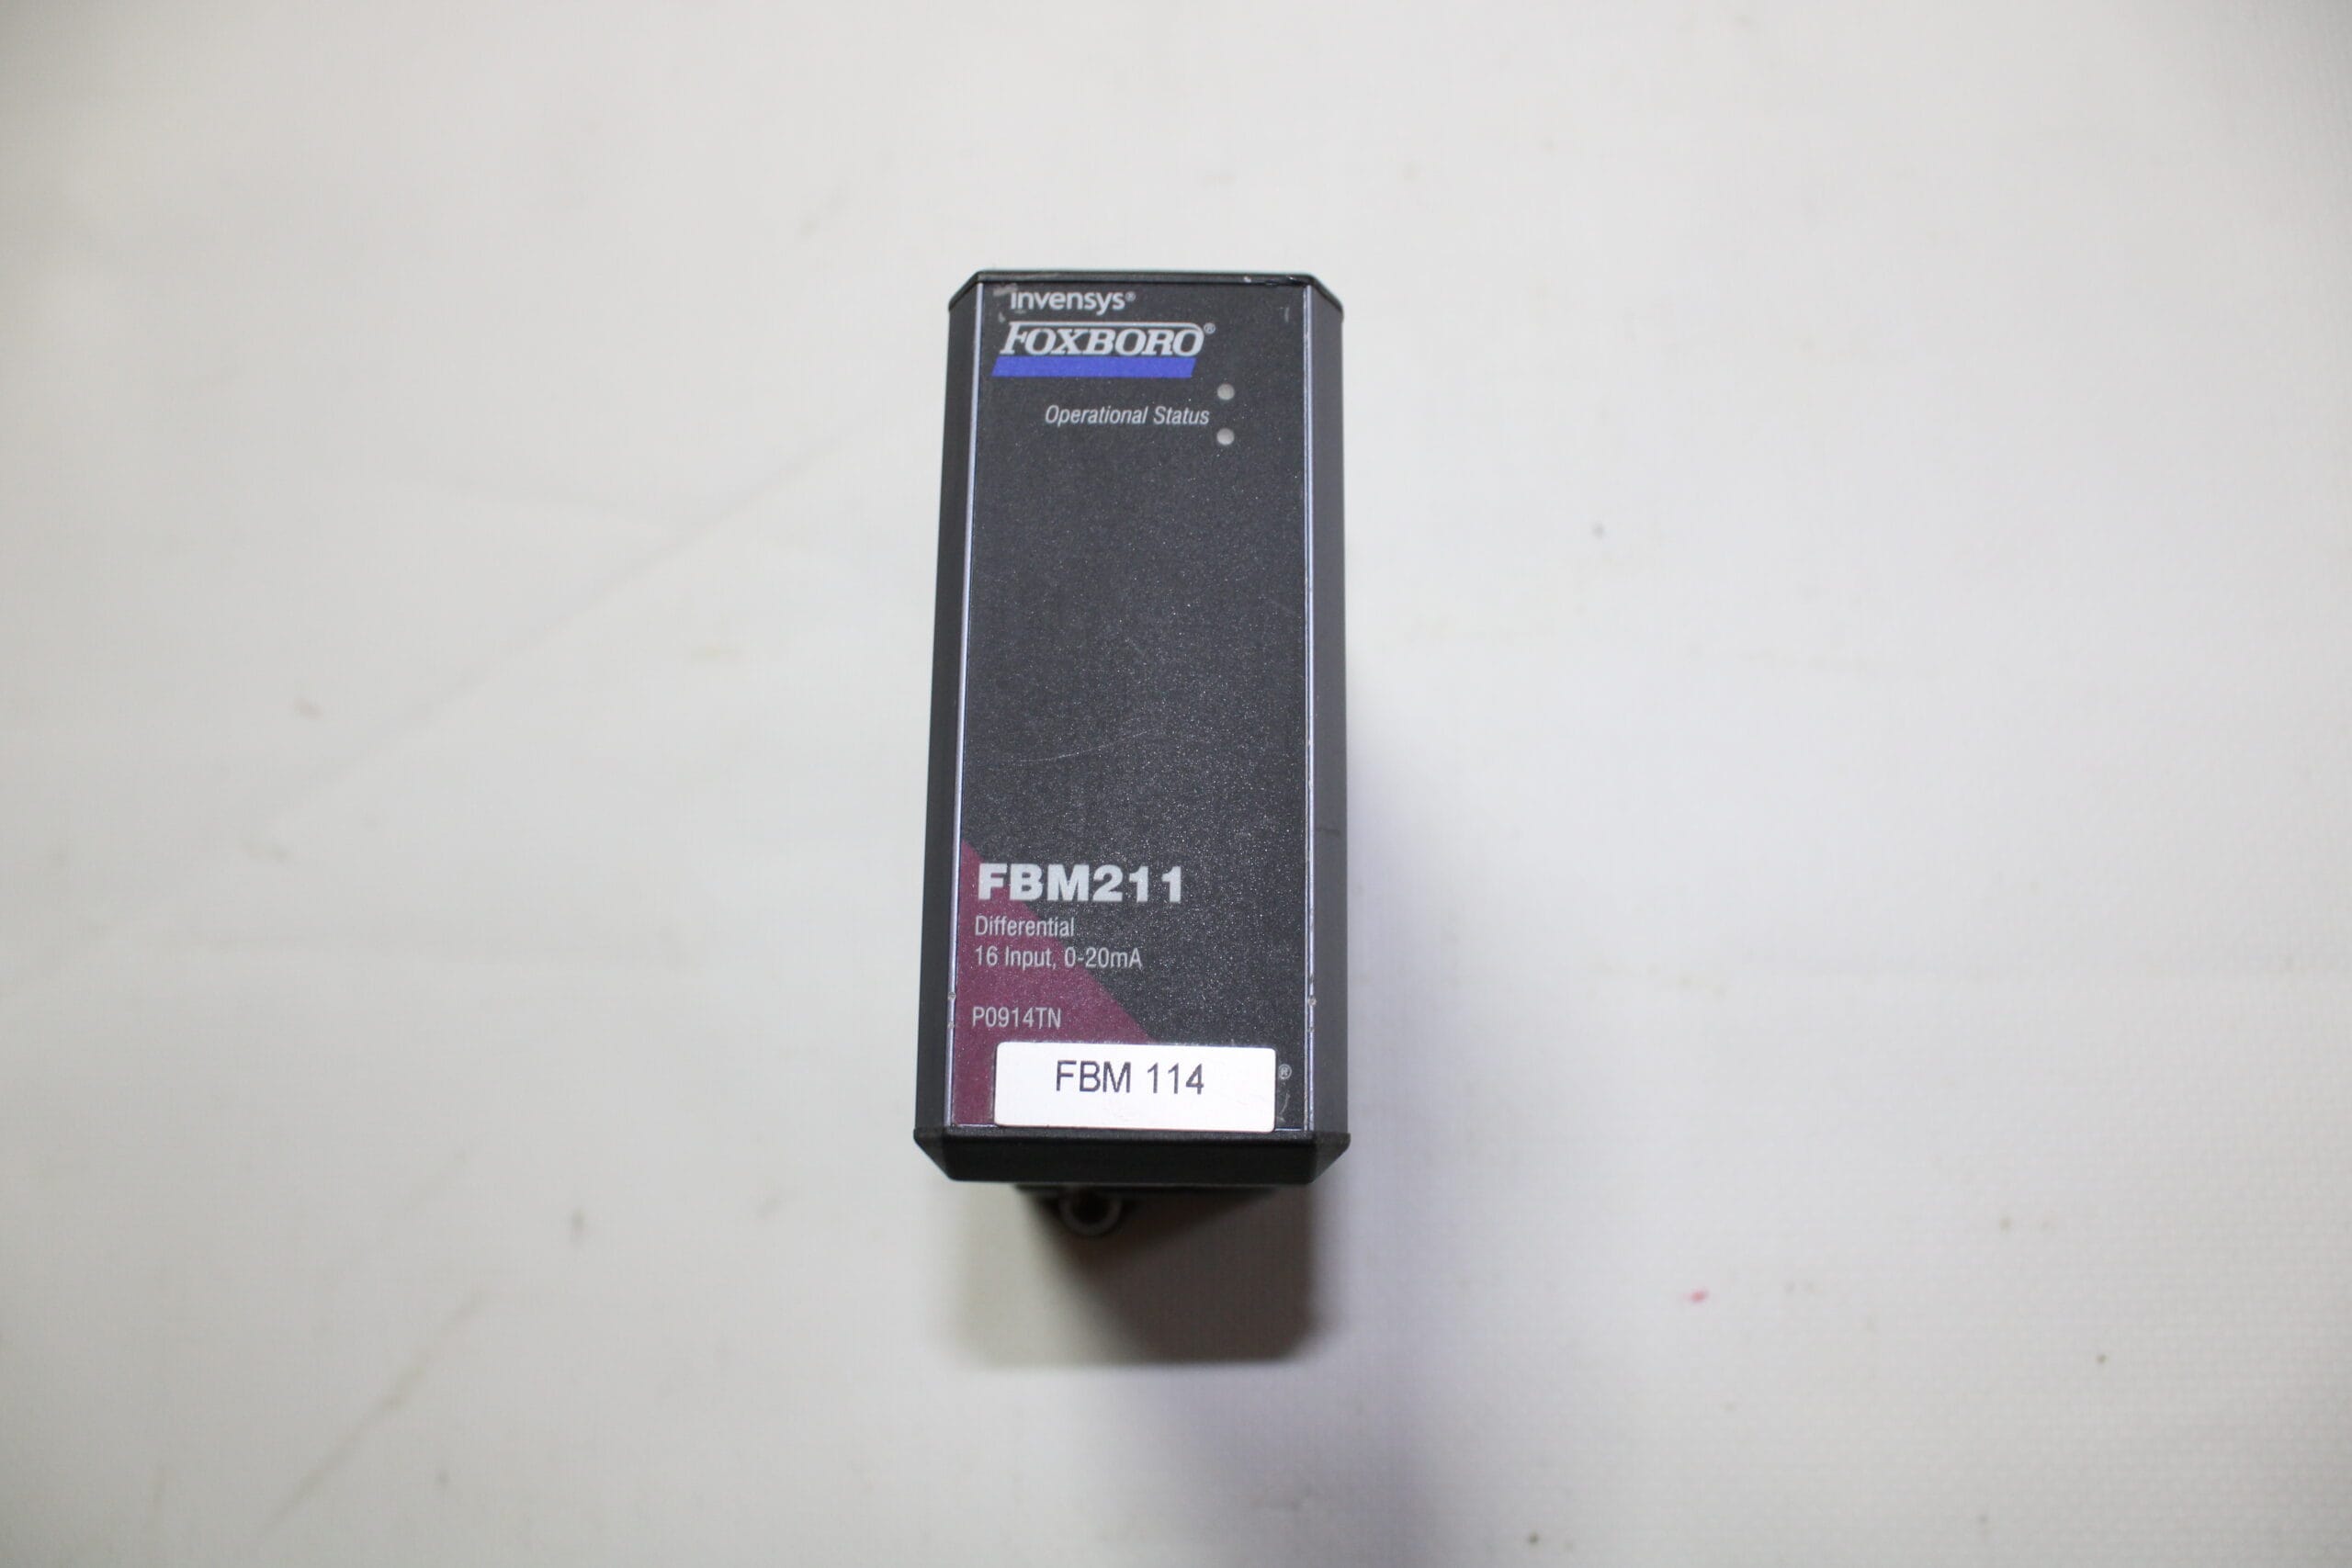 invensys®
FOXBORO®
Operational Status
FBM211
Differential
16 Input, 0-20mA
P0914TN
FBM 114
®